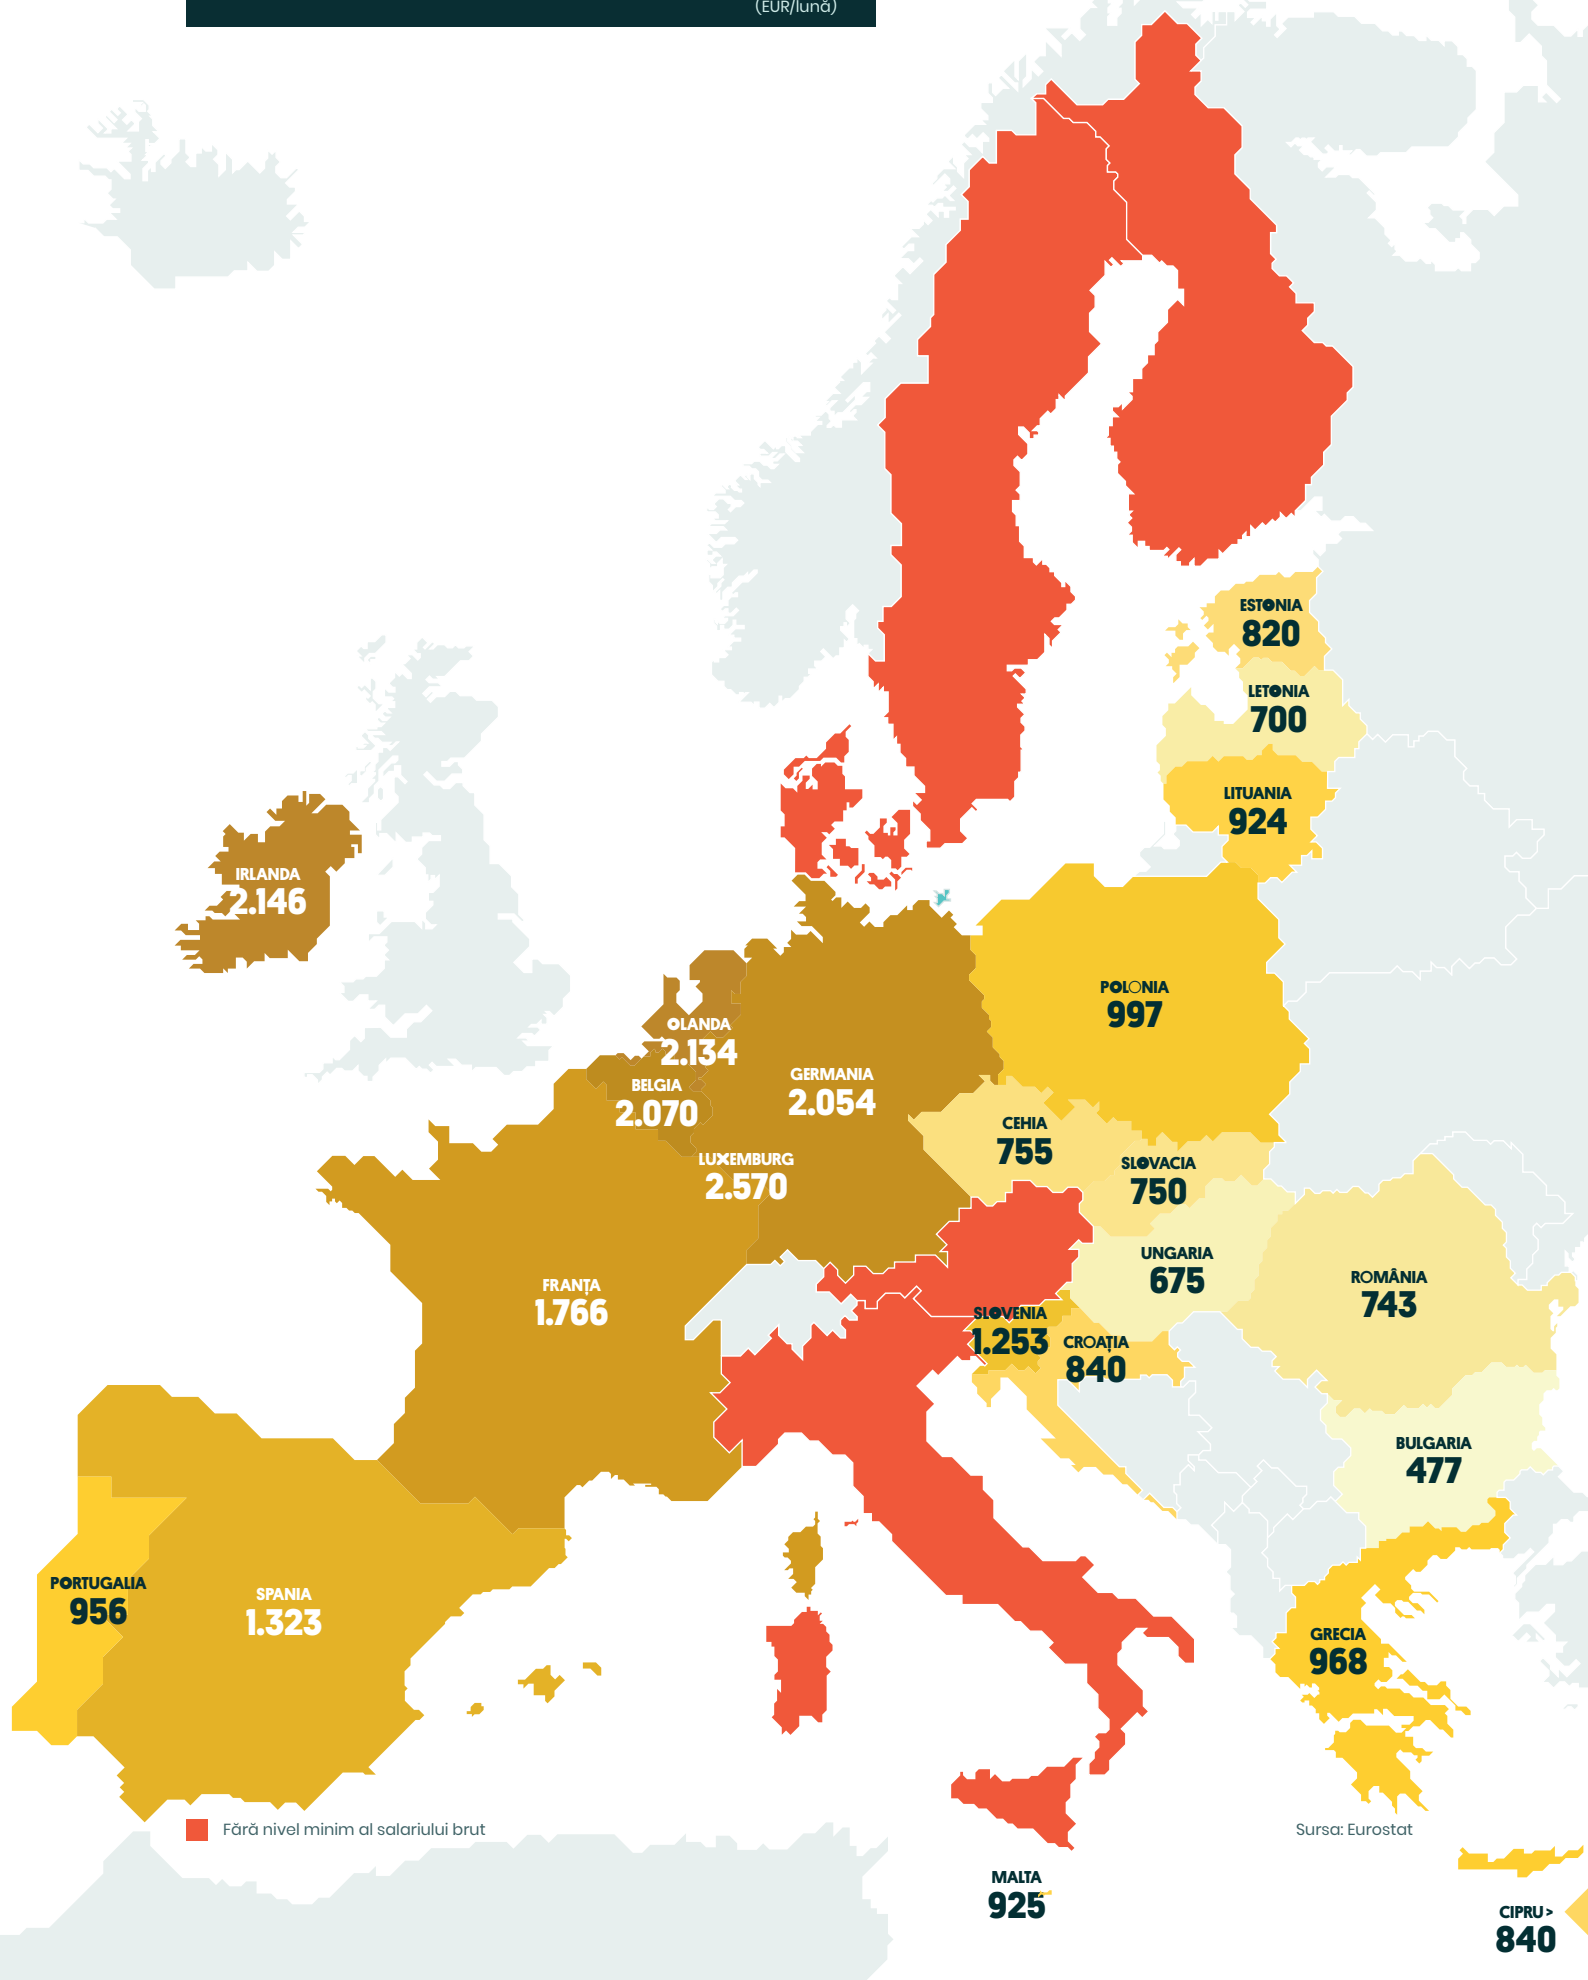 (EUR/lună)
ESTONIA
820
LETONIA
700
LITUANIA
924
IRLANDA
2.146
POLONIA
997
OLANDA
2.134
GERMANIA
2.054
BELGIA
2.070
CEHIA
755
LUXEMBURG
2.570
SLOVACIA
750
UNGARIA
675
ROMÂNIA
743
FRANȚA
1.766
SLOVENIA
1.253
CROAȚIA
840
BULGARIA
477
PORTUGALIA
956
SPANIA
1.323
GRECIA
968
Fără nivel minim al salariului brut
Sursa: Eurostat
MALTA
925
CIPRU >
840